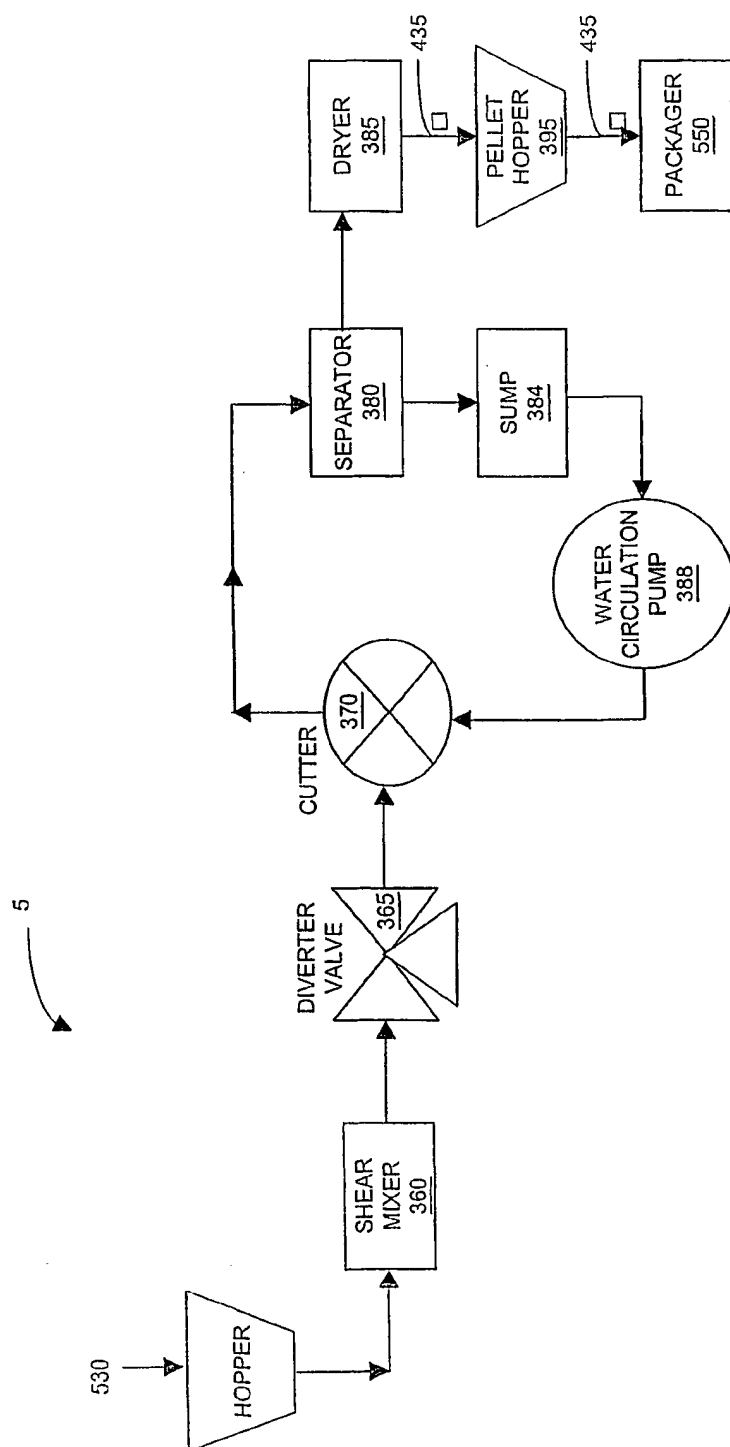 5
530
HOPPER
SHEAR
MIXER
360
DIVERTER
VALVE
365
CUTTER
370
SEPARATOR
380
SUMP
384
WATER
CIRCULATION
PUMP
388
DRYER
385
435
PELLET
HOPPER
395
435
PACKAGER
550